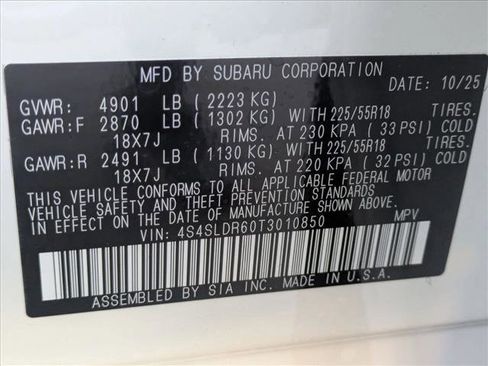 MFD BY SUBARU CORPORATION
DATE: 10/25
GVWR: 4901 LB ( 2223 KG)
GAWR:F 2870 LB ( 1302 KG) WITH 225/55R18 TIRES.
18X7J RIMS. AT 230 KPA ( 33 PSI) COLD
GAWR:R 2491 LB ( 1130 KG) WITH 225/55R18 TIRES.
18X7J RIMS. AT 220 KPA ( 32 PSI) COLD
THIS VEHICLE CONFORMS TO ALL APPLICABLE FEDERAL MOTOR
VEHICLE SAFETY AND THEFT PREVENTION STANDARDS
IN EFFECT ON THE DATE OF MANUFACTURE SHOWN ABOVE.
VIN: 4S4SLDR60T3010850 MPV
ASSEMBLED BY SIA INC. MADE IN U.S.A.